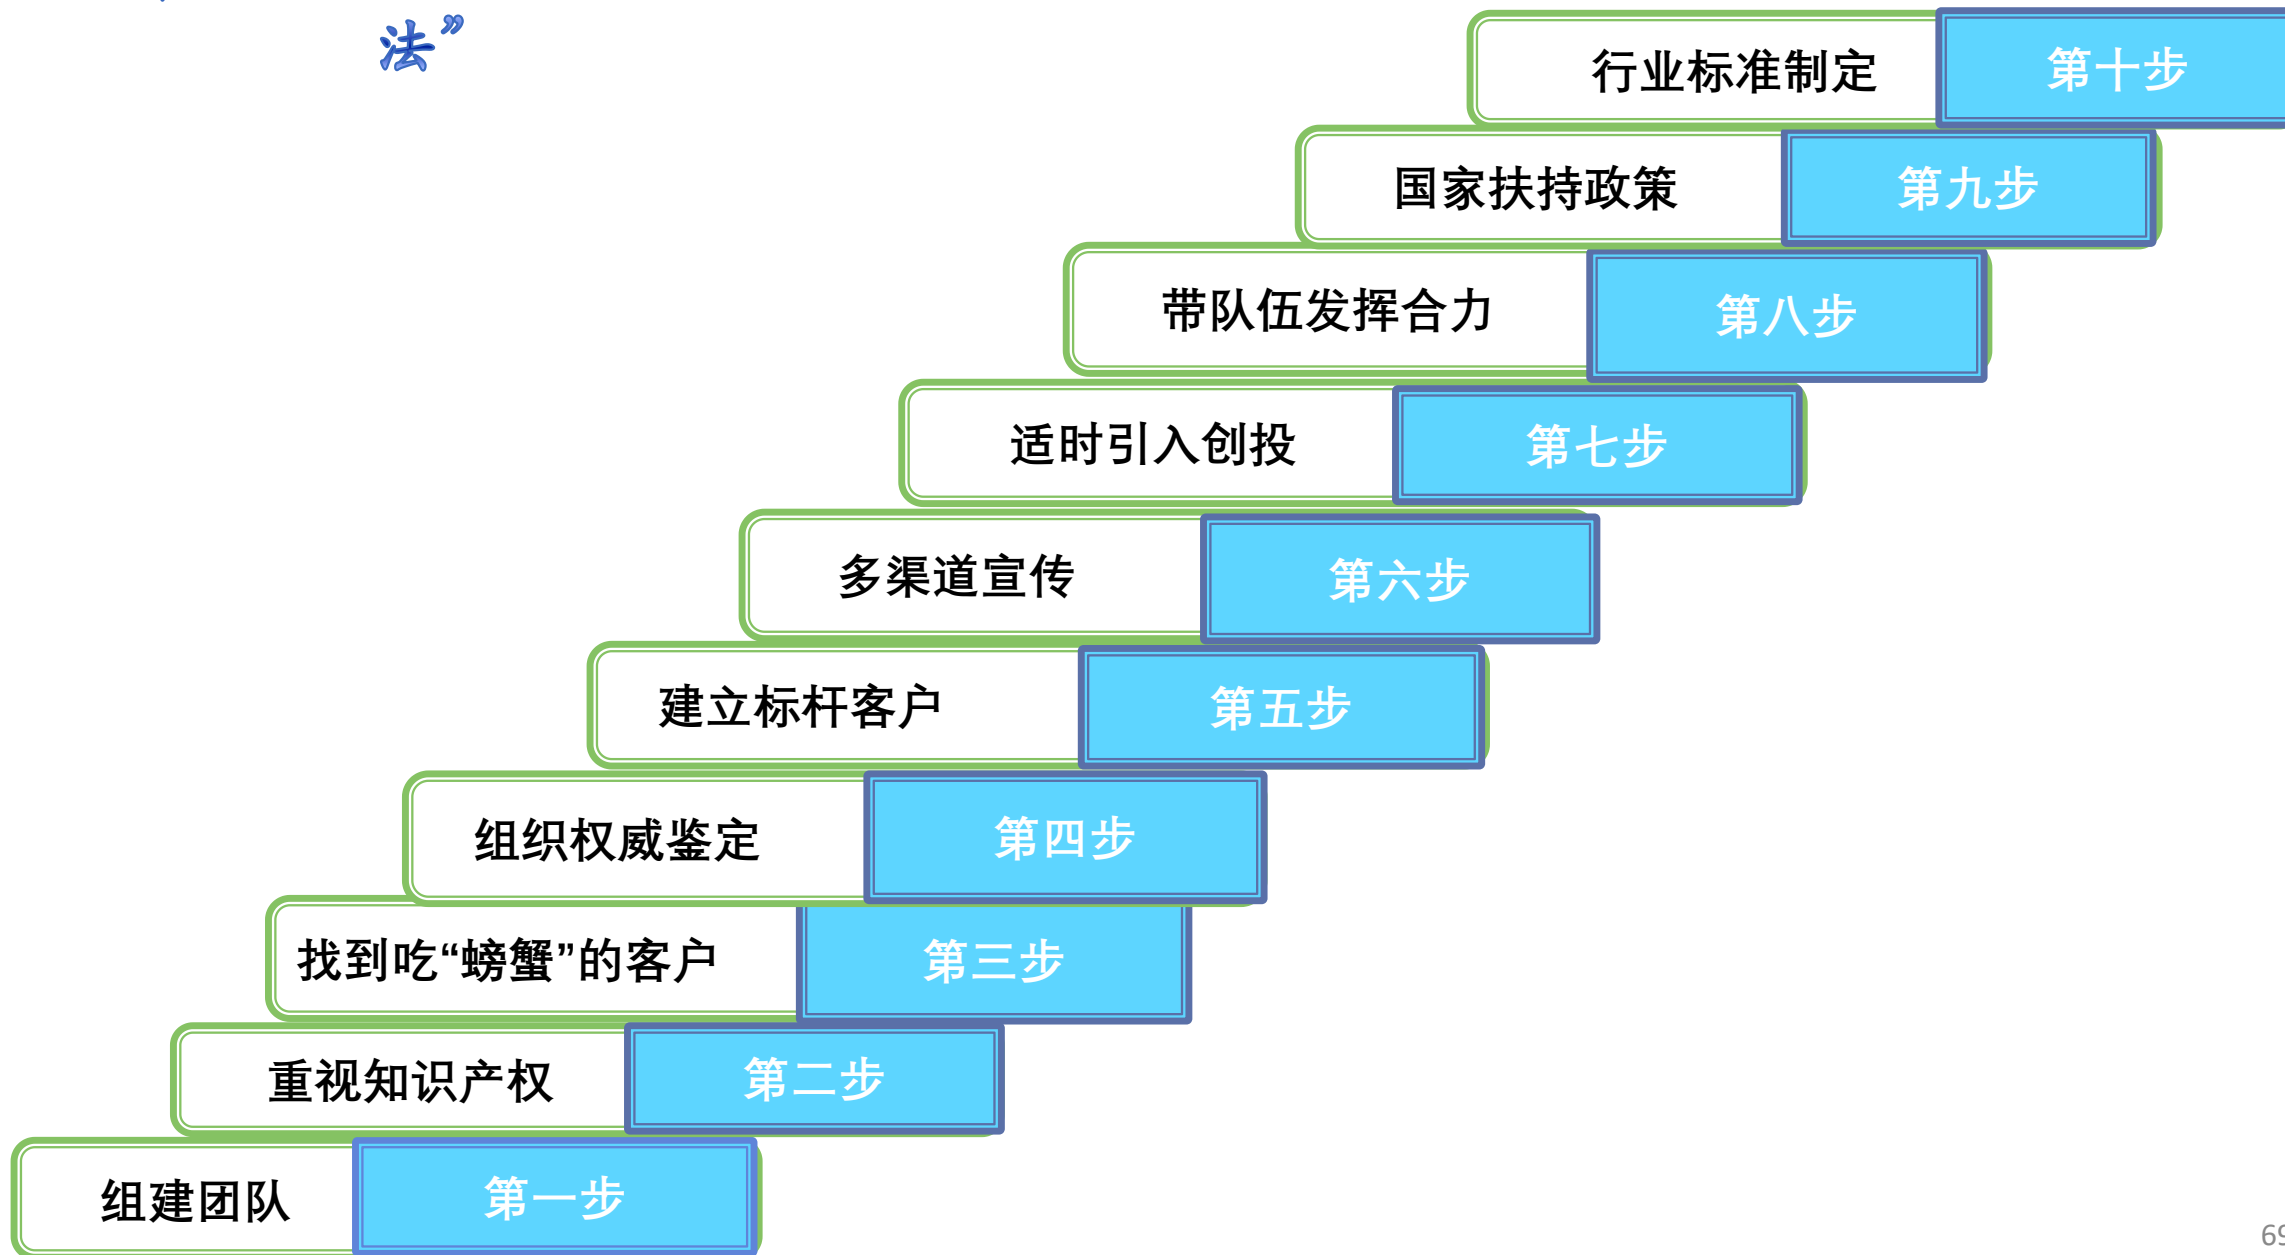 法”
行业标准制定 第十步
国家扶持政策 第九步
带队伍发挥合力 第八步
适时引入创投 第七步
多渠道宣传 第六步
建立标杆客户 第五步
组织权威鉴定 第四步
找到吃“螃蟹”的客户 第三步
重视知识产权 第二步
组建团队 第一步
69